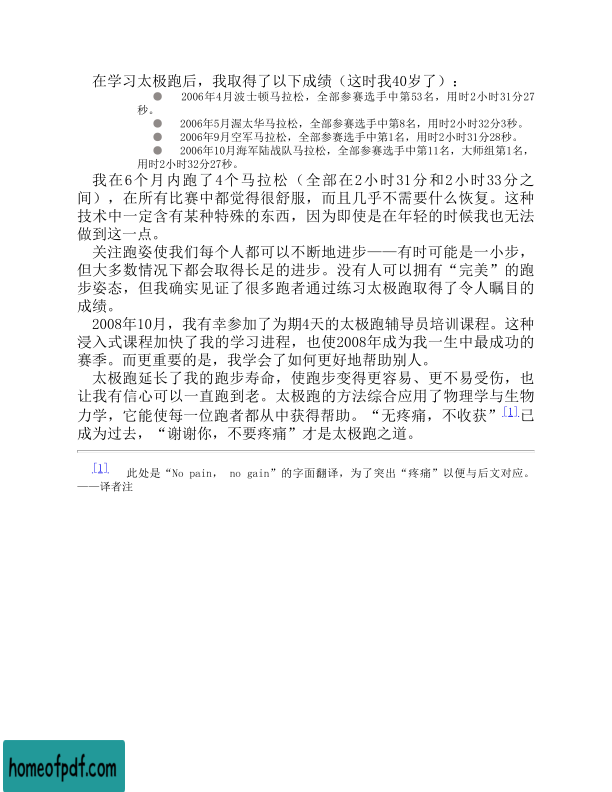 在学习太极跑后，我取得了以下成绩（这时我40岁了）：
● 2006年4月波士顿马拉松，全部参赛选手中第53名，用时2小时31分27
秒。
● 2006年5月渥太华马拉松，全部参赛选手中第8名，用时2小时32分3秒。
● 2006年9月空军马拉松，全部参赛选手中第1名，用时2小时31分28秒。
● 2006年10月海军陆战队马拉松，全部参赛选手中第11名，大师组第1名，
用时2小时32分27秒。
我在6个月内跑了4个马拉松（全部在2小时31分和2小时33分之
间），在所有比赛中都觉得很舒服，而且几乎不需要什么恢复。这种
技术中一定含有某种特殊的东西，因为即使是在年轻的时候我也无法
做到这一点。
关注跑姿使我们每个人都可以不断地进步——有时可能是一小步，
但大多数情况下都会取得长足的进步。没有人可以拥有“完美”的跑
步姿态，但我确实见证了很多跑者通过练习太极跑取得了令人瞩目的
成绩。
2008年10月，我有幸参加了为期4天的太极跑辅导员培训课程。这种
浸入式课程加快了我的学习进程，也使2008年成为我一生中最成功的
赛季。而更重要的是，我学会了如何更好地帮助别人。
太极跑延长了我的跑步寿命，使跑步变得更容易、更不易受伤，也
让我有信心可以一直跑到老。太极跑的方法综合应用了物理学与生物
力学，它能使每一位跑者都从中获得帮助。“无疼痛，不收获”[1]已
成为过去，“谢谢你，不要疼痛”才是太极跑之道。
[1] 此处是“No pain， no gain”的字面翻译，为了突出“疼痛”以便与后文对应。
——译者注
homeofpdf.com